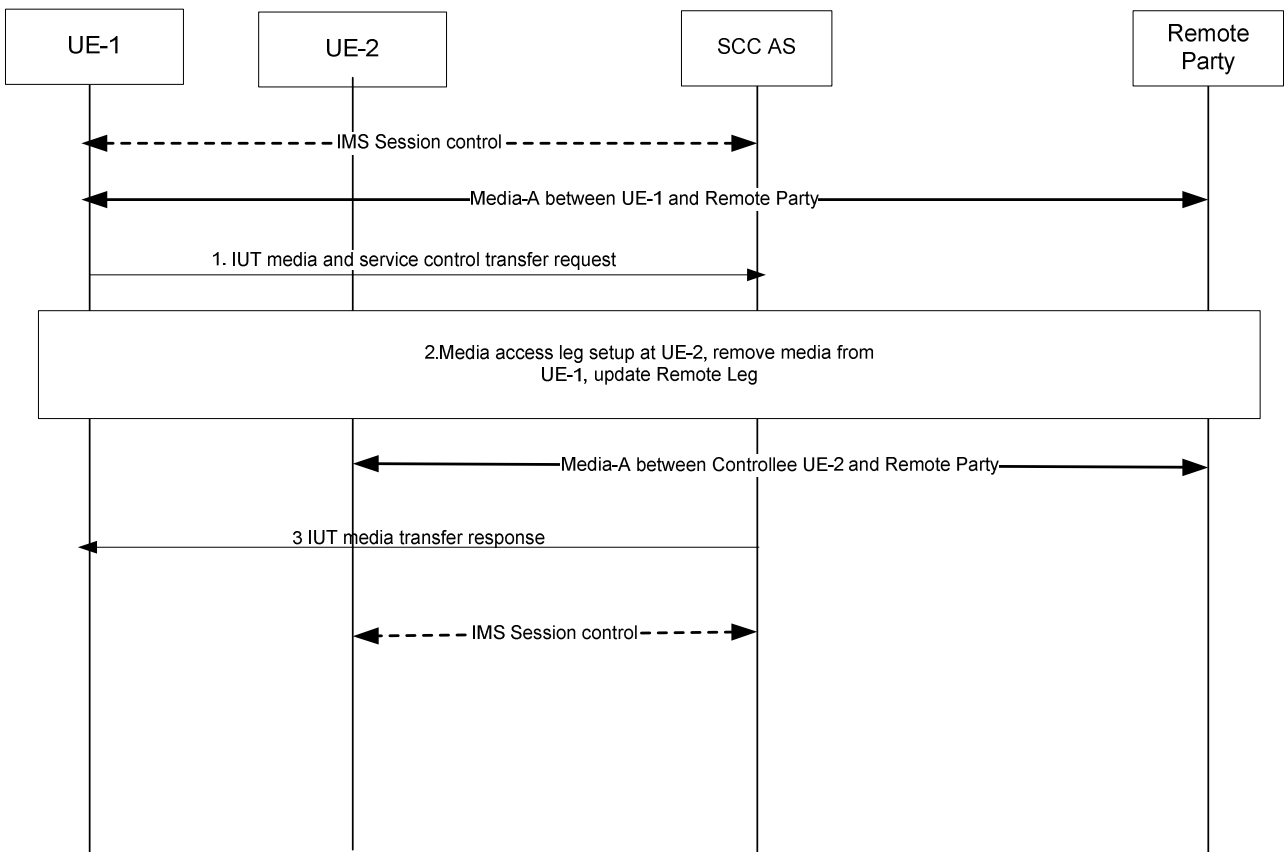 UE-1
UE-2
SCC AS
Remote
Party
IMS Session control
Media-A between UE-1 and Remote Party
1. IUT media and service control transfer request
2.Media access leg setup at UE-2, remove media from
UE-1, update Remote Leg
Media-A between Controllee UE-2 and Remote Party
3 IUT media transfer response
IMS Session control